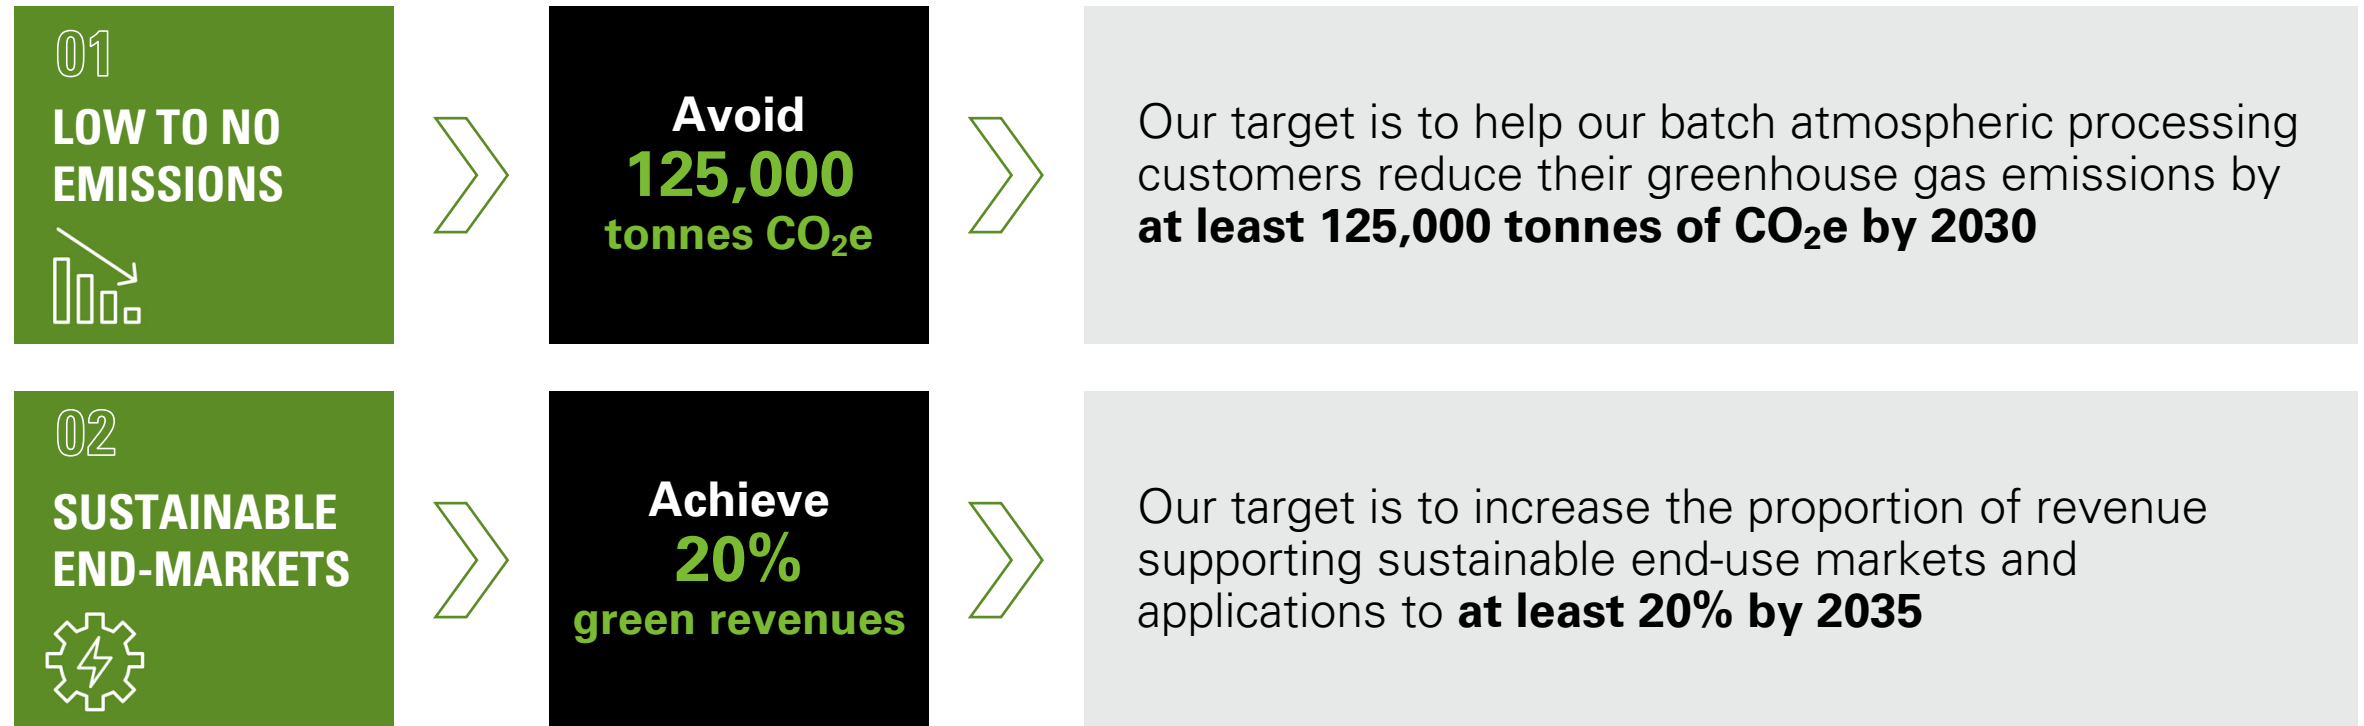 01
LOW TO NO
EMISSIONS
Avoid
125,000
tonnes CO₂e
Our target is to help our batch atmospheric processing
customers reduce their greenhouse gas emissions by
at least 125,000 tonnes of CO₂e by 2030
02
SUSTAINABLE
END-MARKETS
Achieve
20%
green revenues
Our target is to increase the proportion of revenue
supporting sustainable end-use markets and
applications to at least 20% by 2035